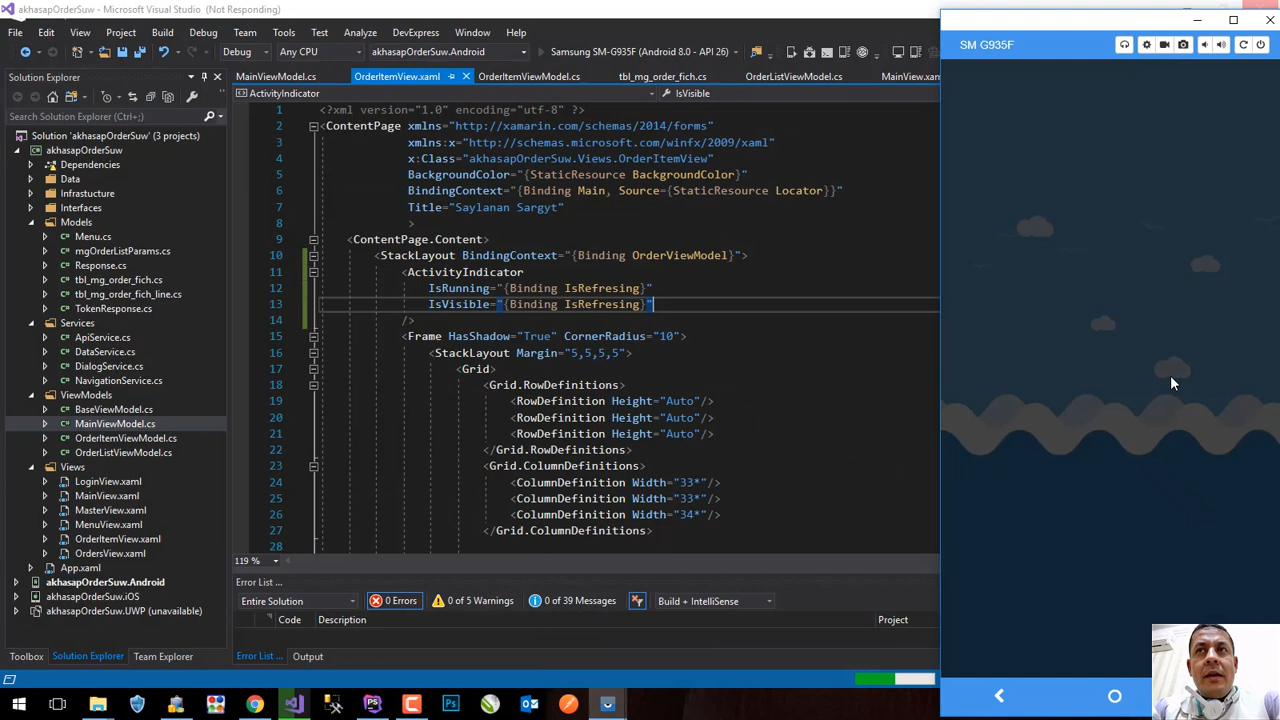 akhasapOrderSuw - Microsoft Visual Studio (Not Responding)
File Edit View Project Build Debug Team Tools Test Analyze DevExpress Window Help
Debug Any CPU akhasapOrderSuw.Android Samsung SM-G935F (Android 8.0 - API 26)
Solution Explorer
Search Solution Explorer (Ctrl+ç)
Solution 'akhasapOrderSuw' (3 projects)
akhasapOrderSuw
Dependencies
Data
Infrasturcture
Interfaces
Models
Menu.cs
mgOrderListParams.cs
Response.cs
tbl_mg_order_fich.cs
tbl_mg_order_fich_line.cs
TokenResponse.cs
Services
ApiService.cs
DataService.cs
DialogService.cs
NavigationService.cs
ViewModels
BaseViewModel.cs
MainViewModel.cs
OrderItemViewModel.cs
OrderListViewModel.cs
Views
LoginView.xaml
MainView.xaml
MasterView.xaml
MenuView.xaml
OrderItemView.xaml
OrdersView.xaml
App.xaml
akhasapOrderSuw.Android
akhasapOrderSuw.iOS
akhasapOrderSuw.UWP (unavailable)
Toolbox Solution Explorer Team Explorer
MainViewModel.cs OrderItemView.xaml OrderItemViewModel.cs tbl_mg_order_fich.cs OrderListViewModel.cs MainView.xam
ActivityIndicator IsVisible
1 <?xml version="1.0" encoding="utf-8" ?>
2 <ContentPage xmlns="http://xamarin.com/schemas/2014/forms"
3 xmlns:x="http://schemas.microsoft.com/winfx/2009/xaml"
4 x:Class="akhasapOrderSuw.Views.OrderItemView"
5 BackgroundColor="{StaticResource BackgroundColor}"
6 BindingContext="{Binding Main, Source={StaticResource Locator}}"
7 Title="Saylanan Sargyt"
8 >
9 <ContentPage.Content>
10 <StackLayout BindingContext="{Binding OrderViewModel}">
11 <ActivityIndicator
12 IsRunning="{Binding IsRefresing}"
13 IsVisible="{Binding IsRefresing}"
14 />
15 <Frame HasShadow="True" CornerRadius="10">
16 <StackLayout Margin="5,5,5,5">
17 <Grid>
18 <Grid.RowDefinitions>
19 <RowDefinition Height="Auto"/>
20 <RowDefinition Height="Auto"/>
21 <RowDefinition Height="Auto"/>
22 </Grid.RowDefinitions>
23 <Grid.ColumnDefinitions>
24 <ColumnDefinition Width="33*"/>
25 <ColumnDefinition Width="33*"/>
26 <ColumnDefinition Width="34*"/>
27 </Grid.ColumnDefinitions>
28
119 %
Error List ...
Entire Solution 0 Errors 0 of 5 Warnings 0 of 39 Messages Build + IntelliSense
Code Description Project
Error List ... Output
SM G935F